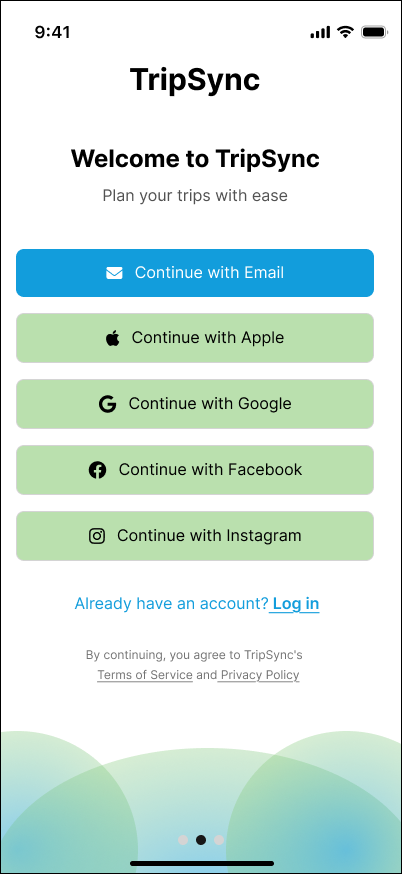 9:41
TripSync
Welcome to TripSync
Plan your trips with ease
Continue with Email
Continue with Apple
Continue with Google
Continue with Facebook
Continue with Instagram
Already have an account? Log in
By continuing, you agree to TripSync's
Terms of Service and Privacy Policy